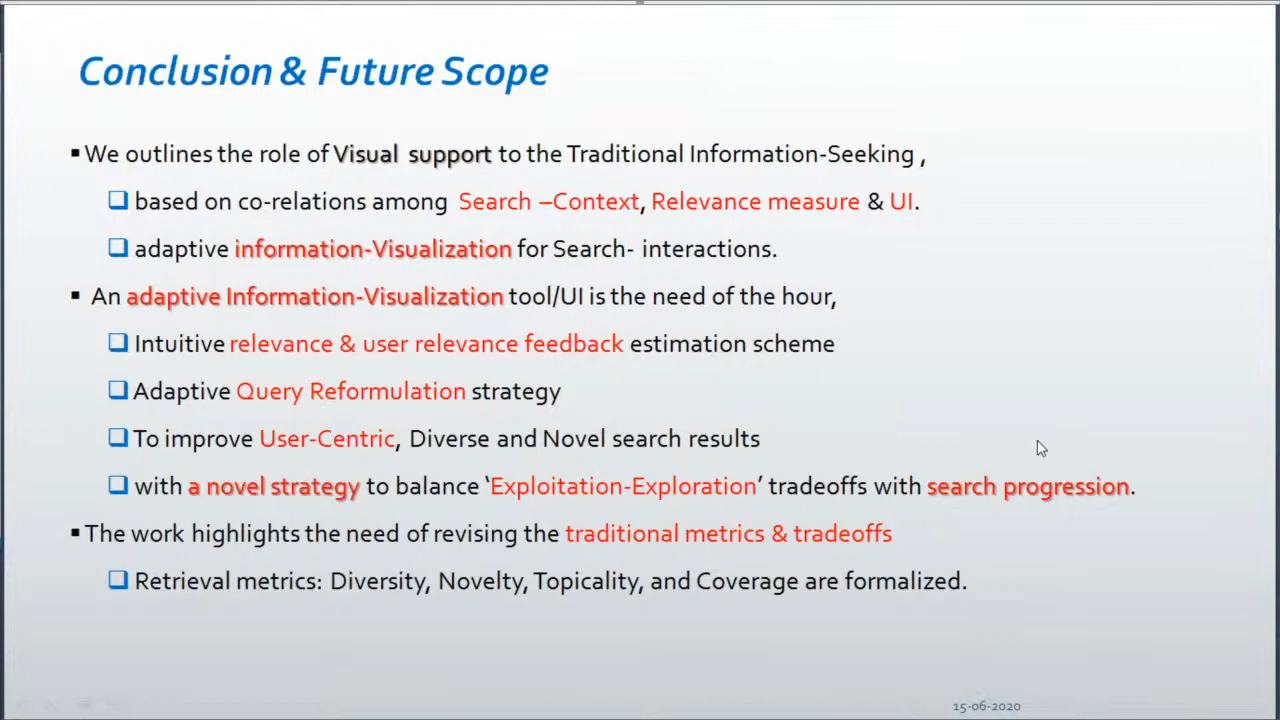 Conclusion & Future Scope
We outlines the role of Visual support to the Traditional Information-Seeking ,
based on co-relations among Search –Context, Relevance measure & UI.
adaptive information-Visualization for Search- interactions.
An adaptive Information-Visualization tool/UI is the need of the hour,
Intuitive relevance & user relevance feedback estimation scheme
Adaptive Query Reformulation strategy
To improve User-Centric, Diverse and Novel search results
with a novel strategy to balance ‘Exploitation-Exploration’ tradeoffs with search progression.
The work highlights the need of revising the traditional metrics & tradeoffs
Retrieval metrics: Diversity, Novelty, Topicality, and Coverage are formalized.
15-06-2020